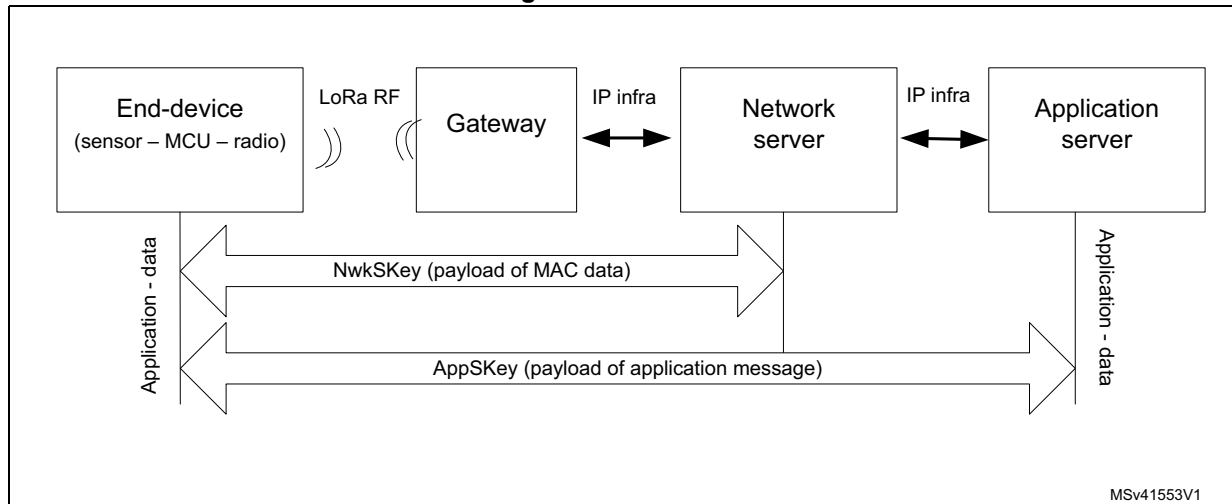 End-device
(sensor – MCU – radio)
LoRa RF
Gateway
IP infra
Network
server
IP infra
Application
server
Application - data
NwkSKey (payload of MAC data)
AppSKey (payload of application message)
Application - data
MSv41553V1